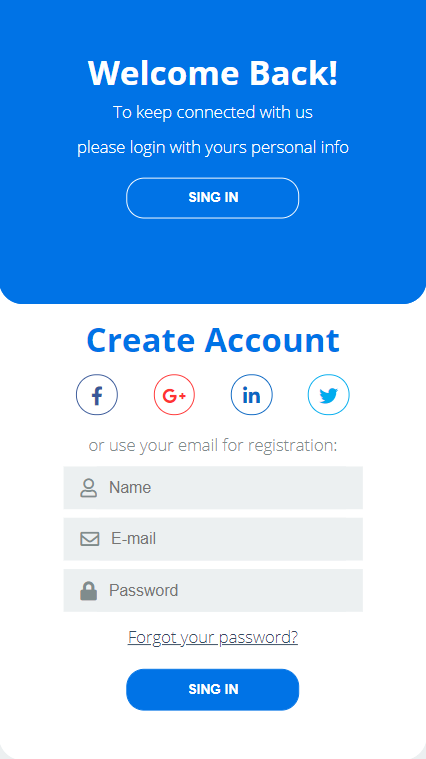 Welcome Back!
To keep connected with us
please login with yours personal info
SING IN
Create Account
or use your email for registration:
Name
E-mail
Password
Forgot your password?
SING IN